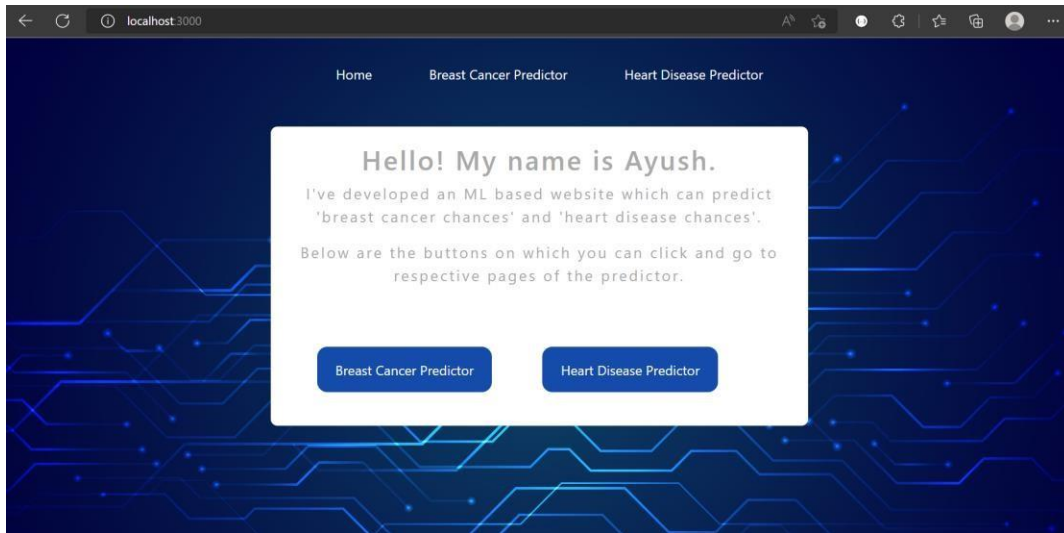 localhost:3000
Home Breast Cancer Predictor Heart Disease Predictor
Hello! My name is Ayush.
I've developed an ML based website which can predict
'breast cancer chances' and 'heart disease chances'.
Below are the buttons on which you can click and go to
respective pages of the predictor.
Breast Cancer Predictor Heart Disease Predictor